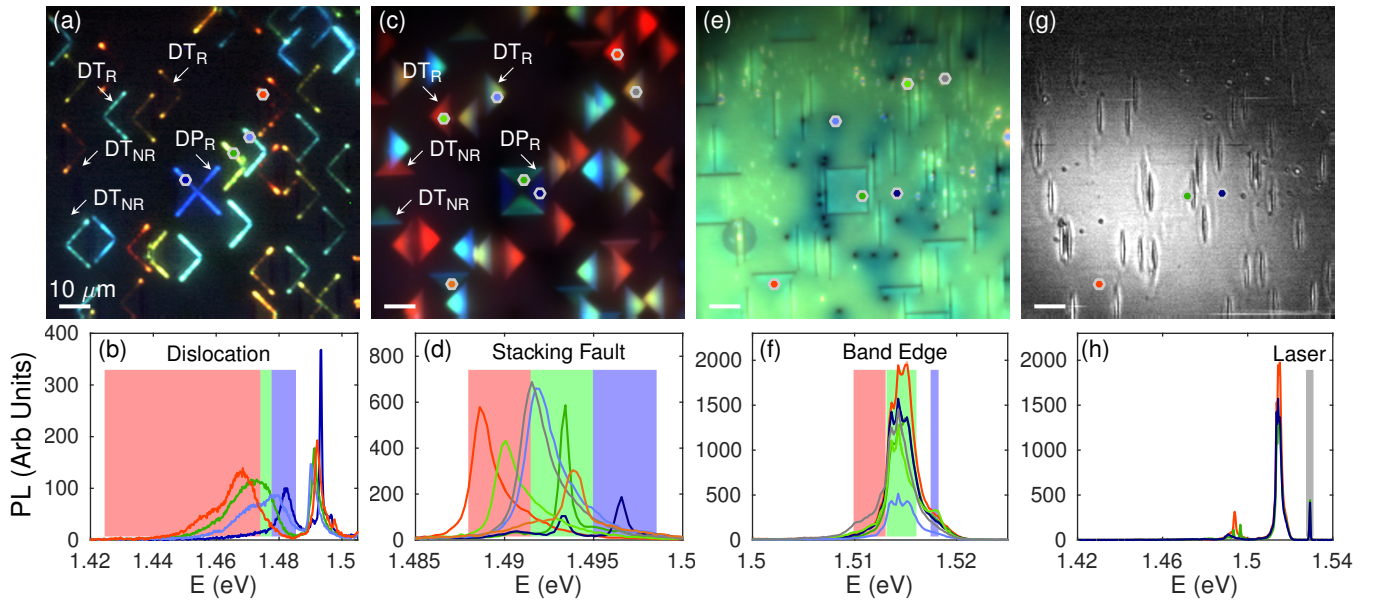 (a)
DT_R
DT_R
DT_NR
DP_R
DT_NR
10 μm
(c)
DT_R
DT_R
DT_NR
DP_R
DT_NR
(e)
(g)
PL (Arb Units)
(b) Dislocation
400
300
200
100
0
1.42 1.44 1.46 1.48 1.5
E (eV)
(d) Stacking Fault
800
600
400
200
0
1.485 1.49 1.495 1.5
E (eV)
(f) Band Edge
2000
1500
1000
500
0
1.5 1.51 1.52
E (eV)
(h) Laser
2000
1500
1000
500
0
1.42 1.46 1.5 1.54
E (eV)